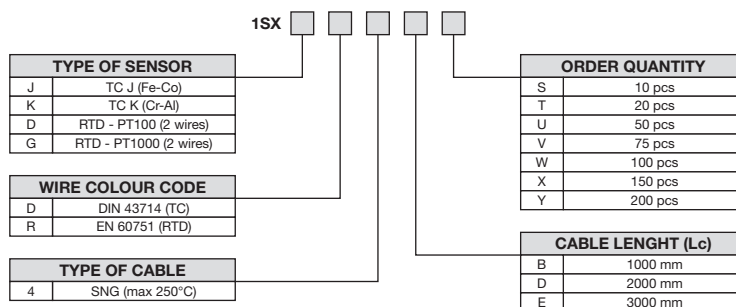 1SX
TYPE OF SENSOR
J TC J (Fe-Co)
K TC K (Cr-Al)
D RTD - PT100 (2 wires)
G RTD - PT1000 (2 wires)
WIRE COLOUR CODE
D DIN 43714 (TC)
R EN 60751 (RTD)
TYPE OF CABLE
4 SNG (max 250°C)
ORDER QUANTITY
S 10 pcs
T 20 pcs
U 50 pcs
V 75 pcs
W 100 pcs
X 150 pcs
Y 200 pcs
CABLE LENGHT (Lc)
B 1000 mm
D 2000 mm
E 3000 mm